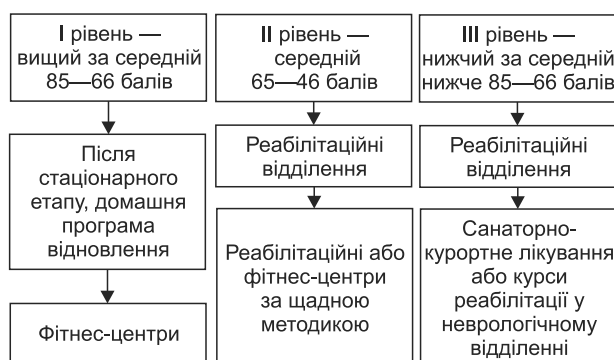 I рівень —
вищий за середній
85—66 балів
Після
стаціонарного
етапу, домашня
програма
відновлення
Фітнес-центри
II рівень —
середній
65—46 балів
Реабілітаційні
відділення
Реабілітаційні або
фітнес-центри
за щадною
методикою
III рівень —
нижчий за середній
нижче 85—66 балів
Реабілітаційні
відділення
Санаторно-
курортне лікування
або курси
реабілітації у
неврологічному
відділенні